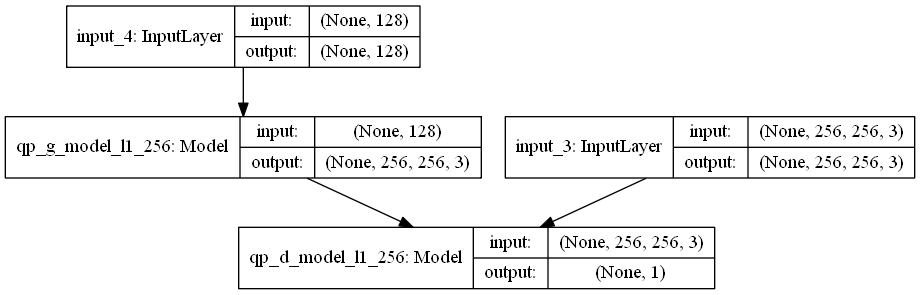 input_4: InputLayer
input: (None, 128)
output: (None, 128)
qp_g_model_l1_256: Model
input: (None, 128)
output: (None, 256, 256, 3)
input_3: InputLayer
input: (None, 256, 256, 3)
output: (None, 256, 256, 3)
qp_d_model_l1_256: Model
input: (None, 256, 256, 3)
output: (None, 1)